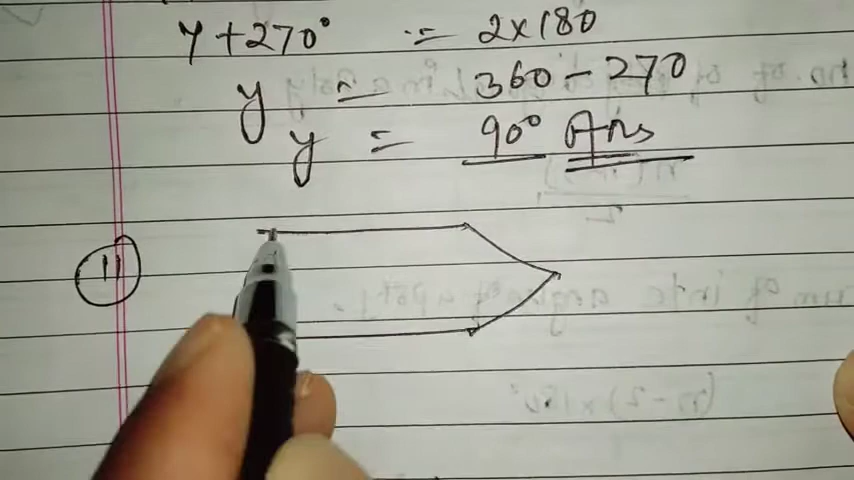 y + 270° = 2 x 180
y = 360 - 270
y = 90° Ans
11